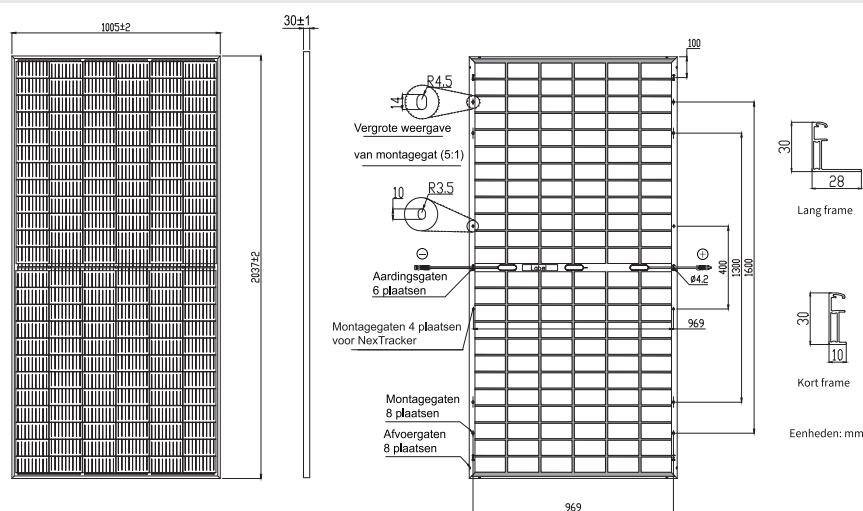 1005±2
30±1
2037±2
100
R4.5
14
Vergrote weergave
van montagegat (5:1)
R3.5
10
Label
Aardingsgaten
6 plaatsen
Ø4.2
400
1300
1600
Montagegaten 4 plaatsen
voor NexTracker
969
Montagegaten
8 plaatsen
Afvoergaten
8 plaatsen
969
30
28
Lang frame
30
10
Kort frame
Eenheden: mm